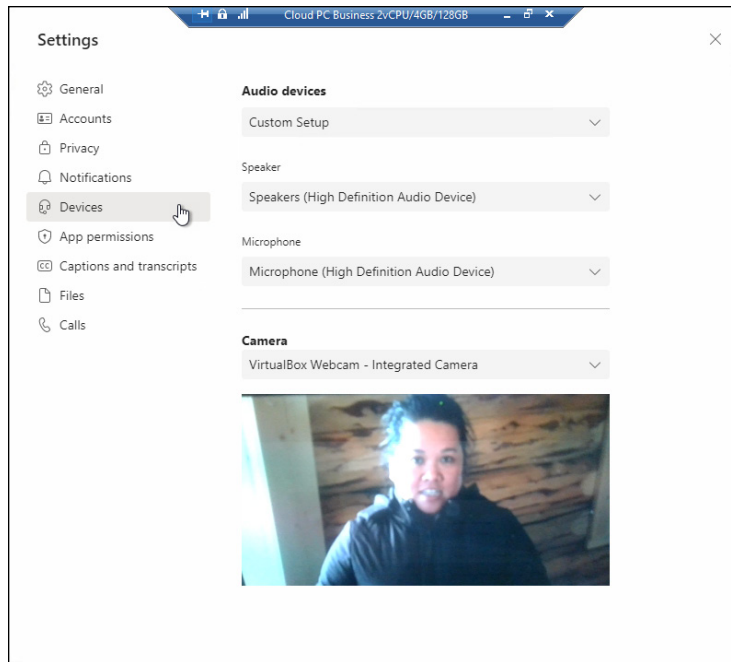 Cloud PC Business 2vCPU/4GB/128GB
Settings
General
Accounts
Privacy
Notifications
Devices
App permissions
CC Captions and transcripts
Files
Calls
Audio devices
Custom Setup
Speaker
Speakers (High Definition Audio Device)
Microphone
Microphone (High Definition Audio Device)
Camera
VirtualBox Webcam - Integrated Camera